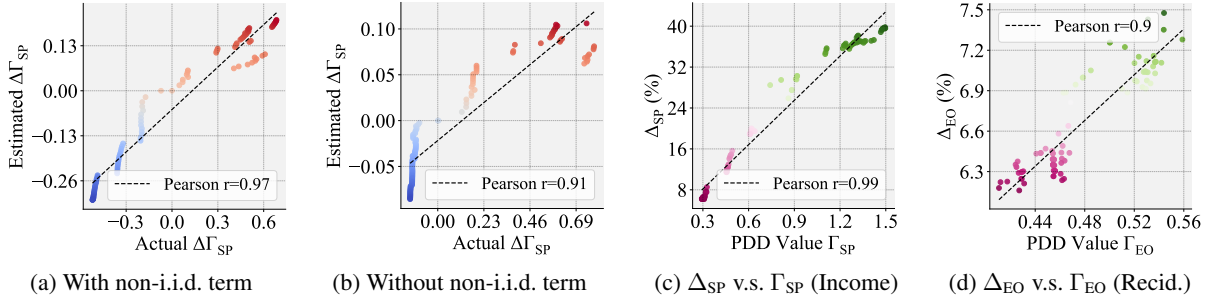 0.13
0.00
−0.13
−0.26
Estimated ΔΓSP
Pearson r=0.97
−0.3
0.0
0.3
0.6
Actual ΔΓSP
(a) With non-i.i.d. term
0.10
0.05
0.00
−0.05
Estimated ΔΓSP
Pearson r=0.91
0.00
0.23
0.46
0.69
Actual ΔΓSP
(b) Without non-i.i.d. term
40
32
24
16
8
ΔSP (%)
Pearson r=0.99
0.3
0.6
0.9
1.2
1.5
PDD Value ΓSP
(c) ΔSP v.s. ΓSP (Income)
7.5
7.2
6.9
6.6
6.3
ΔEO (%)
Pearson r=0.9
0.44
0.48
0.52
0.56
PDD Value ΓEO
(d) ΔEO v.s. ΓEO (Recid.)